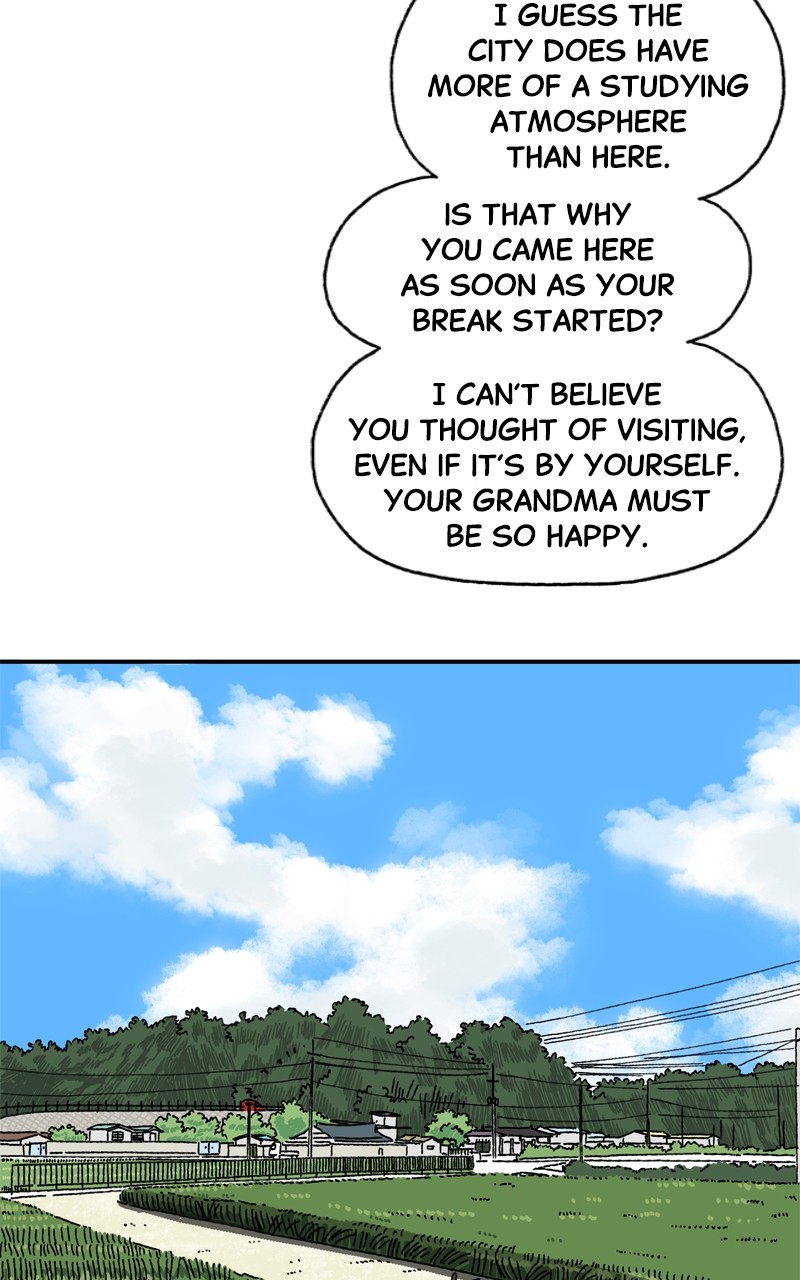 I GUESS THE
CITY DOES HAVE
MORE OF A STUDYING
ATMOSPHERE
THAN HERE.
IS THAT WHY
YOU CAME HERE
AS SOON AS YOUR
BREAK STARTED?
I CAN'T BELIEVE
YOU THOUGHT OF VISITING,
EVEN IF IT'S BY YOURSELF.
YOUR GRANDMA MUST
BE SO HAPPY.